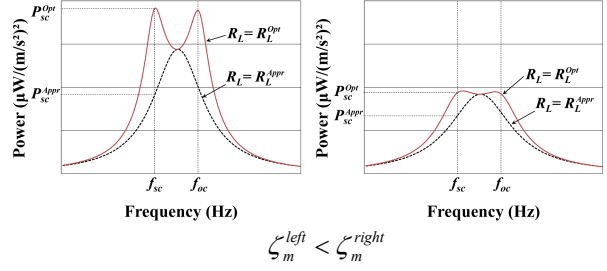 P_sc^Opt
P_sc^Appr
Power (µW/(m/s²)²)
R_L= R_L^Opt
R_L= R_L^Appr
f_sc
f_oc
Frequency (Hz)
P_sc^Opt
P_sc^Appr
Power (µW/(m/s²)²)
R_L= R_L^Opt
R_L= R_L^Appr
f_sc
f_oc
Frequency (Hz)
ζ_m^left < ζ_m^right